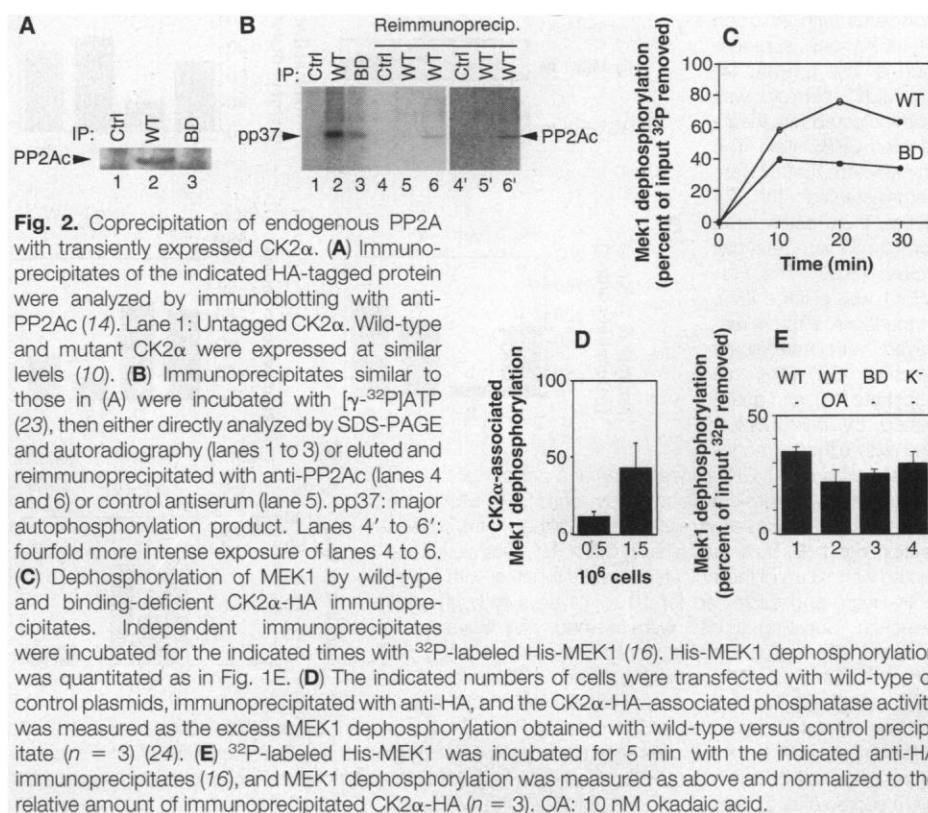 A
IP:
Ctrl
WT
BD
PP2Ac
1 2 3
B
Reimmunoprecip.
IP:
Ctrl
WT
BD
Ctrl
WT
WT
Ctrl
WT
WT
pp37
PP2Ac
1 2 3 4 5 6 4' 5' 6'
C
Mek1 dephosphorylation
(percent of input ³²P removed)
100
80
60
40
20
0
WT
BD
0 10 20 30
Time (min)
Fig. 2. Coprecipitation of endogenous PP2A
with transiently expressed CK2α. (A) Immuno-
precipitates of the indicated HA-tagged protein
were analyzed by immunoblotting with anti-
PP2Ac (14). Lane 1: Untagged CK2α. Wild-type
and mutant CK2α were expressed at similar
levels (10). (B) Immunoprecipitates similar to
those in (A) were incubated with [γ-³²P]ATP
(23), then either directly analyzed by SDS-PAGE
and autoradiography (lanes 1 to 3) or eluted and
reimmunoprecipitated with anti-PP2Ac (lanes 4
and 6) or control antiserum (lane 5). pp37: major
autophosphorylation product. Lanes 4′ to 6′:
fourfold more intense exposure of lanes 4 to 6.
(C) Dephosphorylation of MEK1 by wild-type
and binding-deficient CK2α-HA immunopre-
cipitates. Independent immunoprecipitates
were incubated for the indicated times with ³²P-labeled His-MEK1 (16). His-MEK1 dephosphorylation
was quantitated as in Fig. 1E. (D) The indicated numbers of cells were transfected with wild-type o
control plasmids, immunoprecipitated with anti-HA, and the CK2α-HA–associated phosphatase activit
was measured as the excess MEK1 dephosphorylation obtained with wild-type versus control precip
itate (n = 3) (24). (E) ³²P-labeled His-MEK1 was incubated for 5 min with the indicated anti-HA
immunoprecipitates (16), and MEK1 dephosphorylation was measured as above and normalized to the
relative amount of immunoprecipitated CK2α-HA (n = 3). OA: 10 nM okadaic acid.
D
CK2α-associated
Mek1 dephosphorylation
100
50
0
0.5 1.5
10⁶ cells
E
Mek1 dephosphorylation
(percent of input ³²P removed)
WT WT BD K⁻
OA
50
0
1 2 3 4